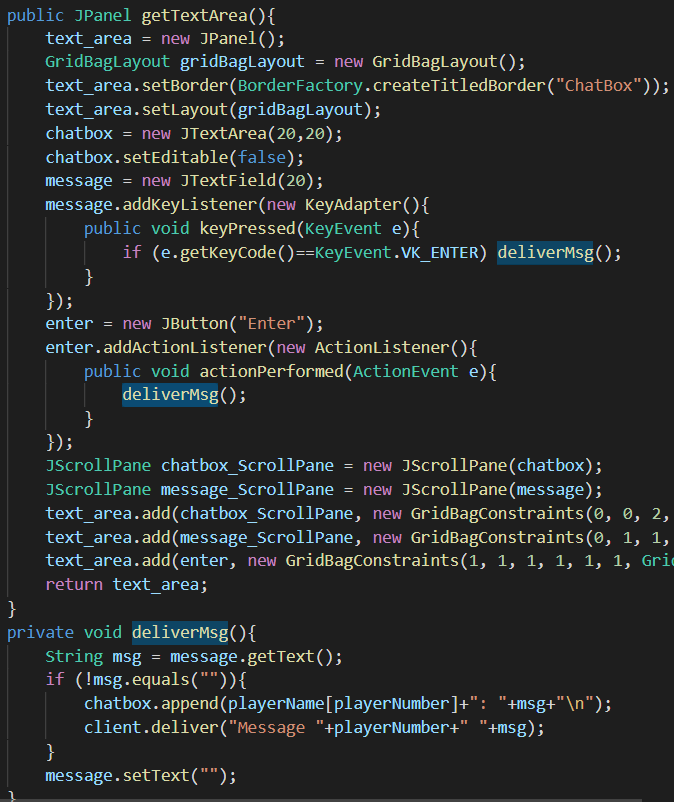 public JPanel getTextArea(){
    text_area = new JPanel();
    GridBagLayout gridBagLayout = new GridBagLayout();
    text_area.setBorder(BorderFactory.createTitledBorder("ChatBox"));
    text_area.setLayout(gridBagLayout);
    chatbox = new JTextArea(20,20);
    chatbox.setEditable(false);
    message = new JTextField(20);
    message.addKeyListener(new KeyAdapter(){
        public void keyPressed(KeyEvent e){
            if (e.getKeyCode()==KeyEvent.VK_ENTER) deliverMsg();
        }
    });
    enter = new JButton("Enter");
    enter.addActionListener(new ActionListener(){
        public void actionPerformed(ActionEvent e){
            deliverMsg();
        }
    });
    JScrollPane chatbox_ScrollPane = new JScrollPane(chatbox);
    JScrollPane message_ScrollPane = new JScrollPane(message);
    text_area.add(chatbox_ScrollPane, new GridBagConstraints(0, 0, 2,
    text_area.add(message_ScrollPane, new GridBagConstraints(0, 1, 1,
    text_area.add(enter, new GridBagConstraints(1, 1, 1, 1, 1, 1, Grid
    return text_area;
}
private void deliverMsg(){
    String msg = message.getText();
    if (!msg.equals("")){
        chatbox.append(playerName[playerNumber]+": "+msg+"\n");
        client.deliver("Message "+playerNumber+" "+msg);
    }
    message.setText("");
}